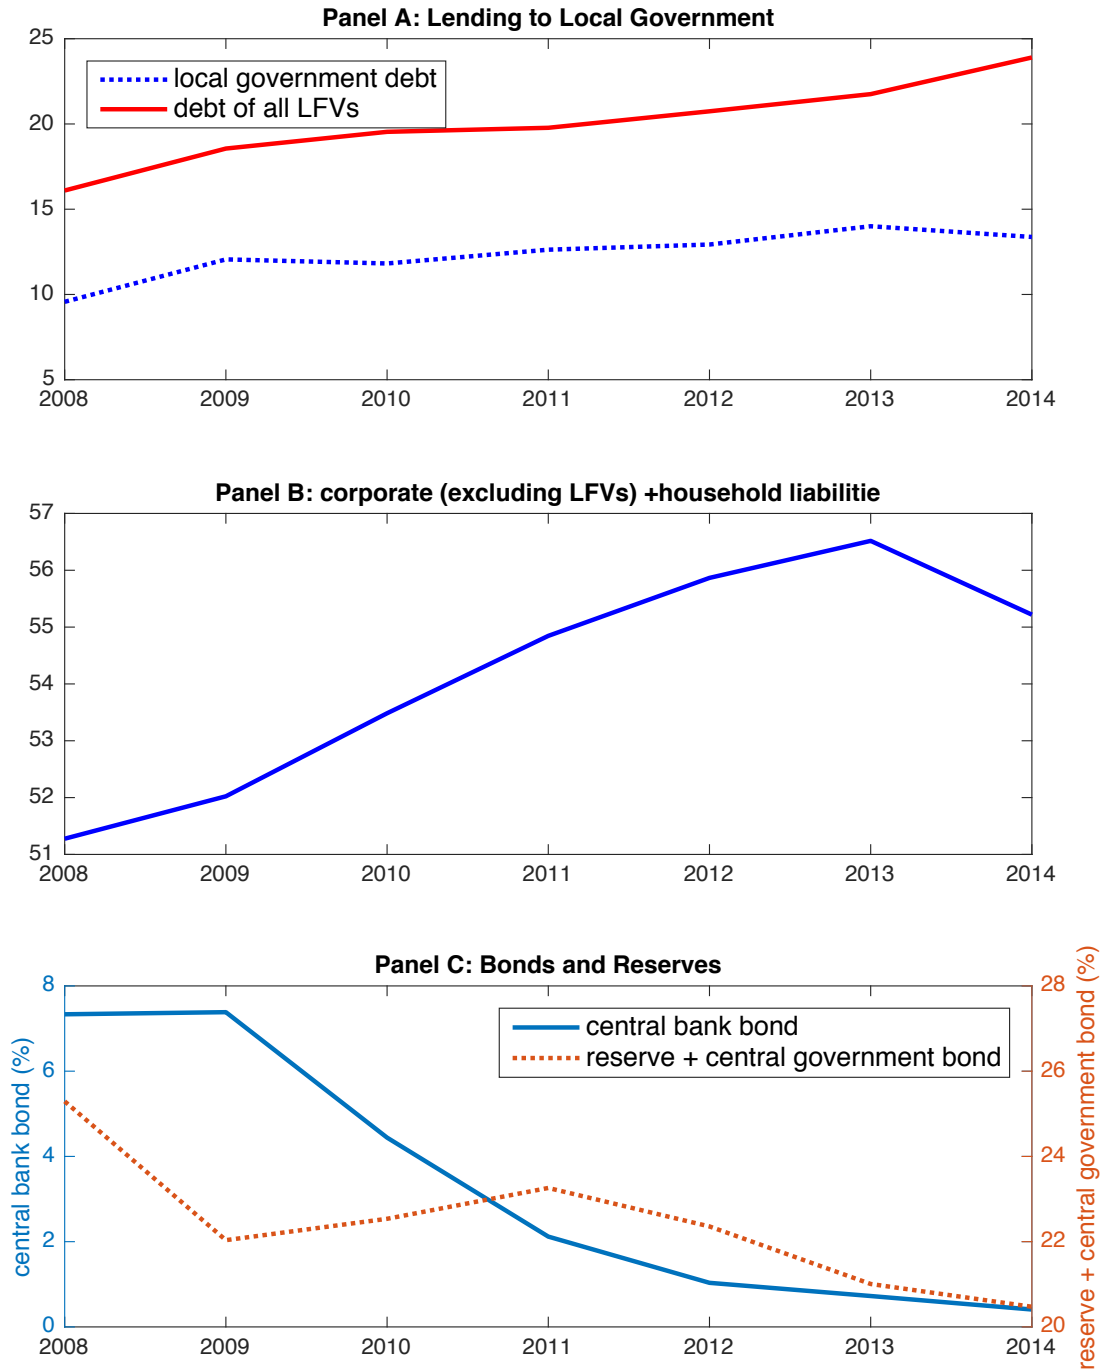 Panel A: Lending to Local Government
25
20
15
10
5
local government debt
debt of all LFVs
2008 2009 2010 2011 2012 2013 2014
Panel B: corporate (excluding LFVs) +household liabilitie
57
56
55
54
53
52
51
2008 2009 2010 2011 2012 2013 2014
Panel C: Bonds and Reserves
central bank bond (%)
8
6
4
2
0
central bank bond
reserve + central government bond
28
26
24
22
20
reserve + central government bond (%)
2008 2009 2010 2011 2012 2013 2014